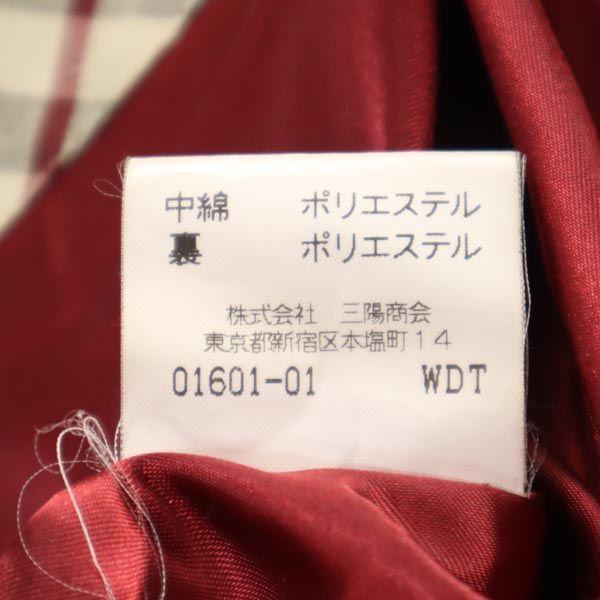 中綿 ポリエステル
裏 ポリエステル
株式会社 三陽商会
東京都新宿区本塩町14
01601-01 WDT